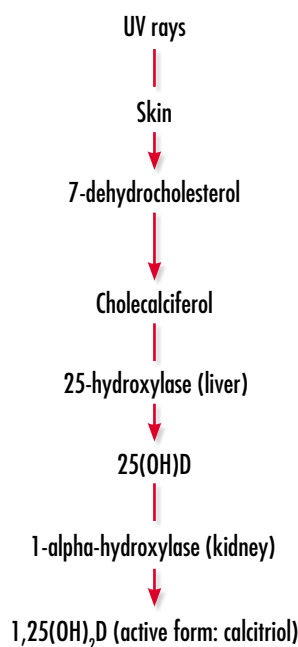 UV rays
Skin
7-dehydrocholesterol
Cholecalciferol
25-hydroxylase (liver)
25(OH)D
1-alpha-hydroxylase (kidney)
1,25(OH)₂D (active form: calcitriol)